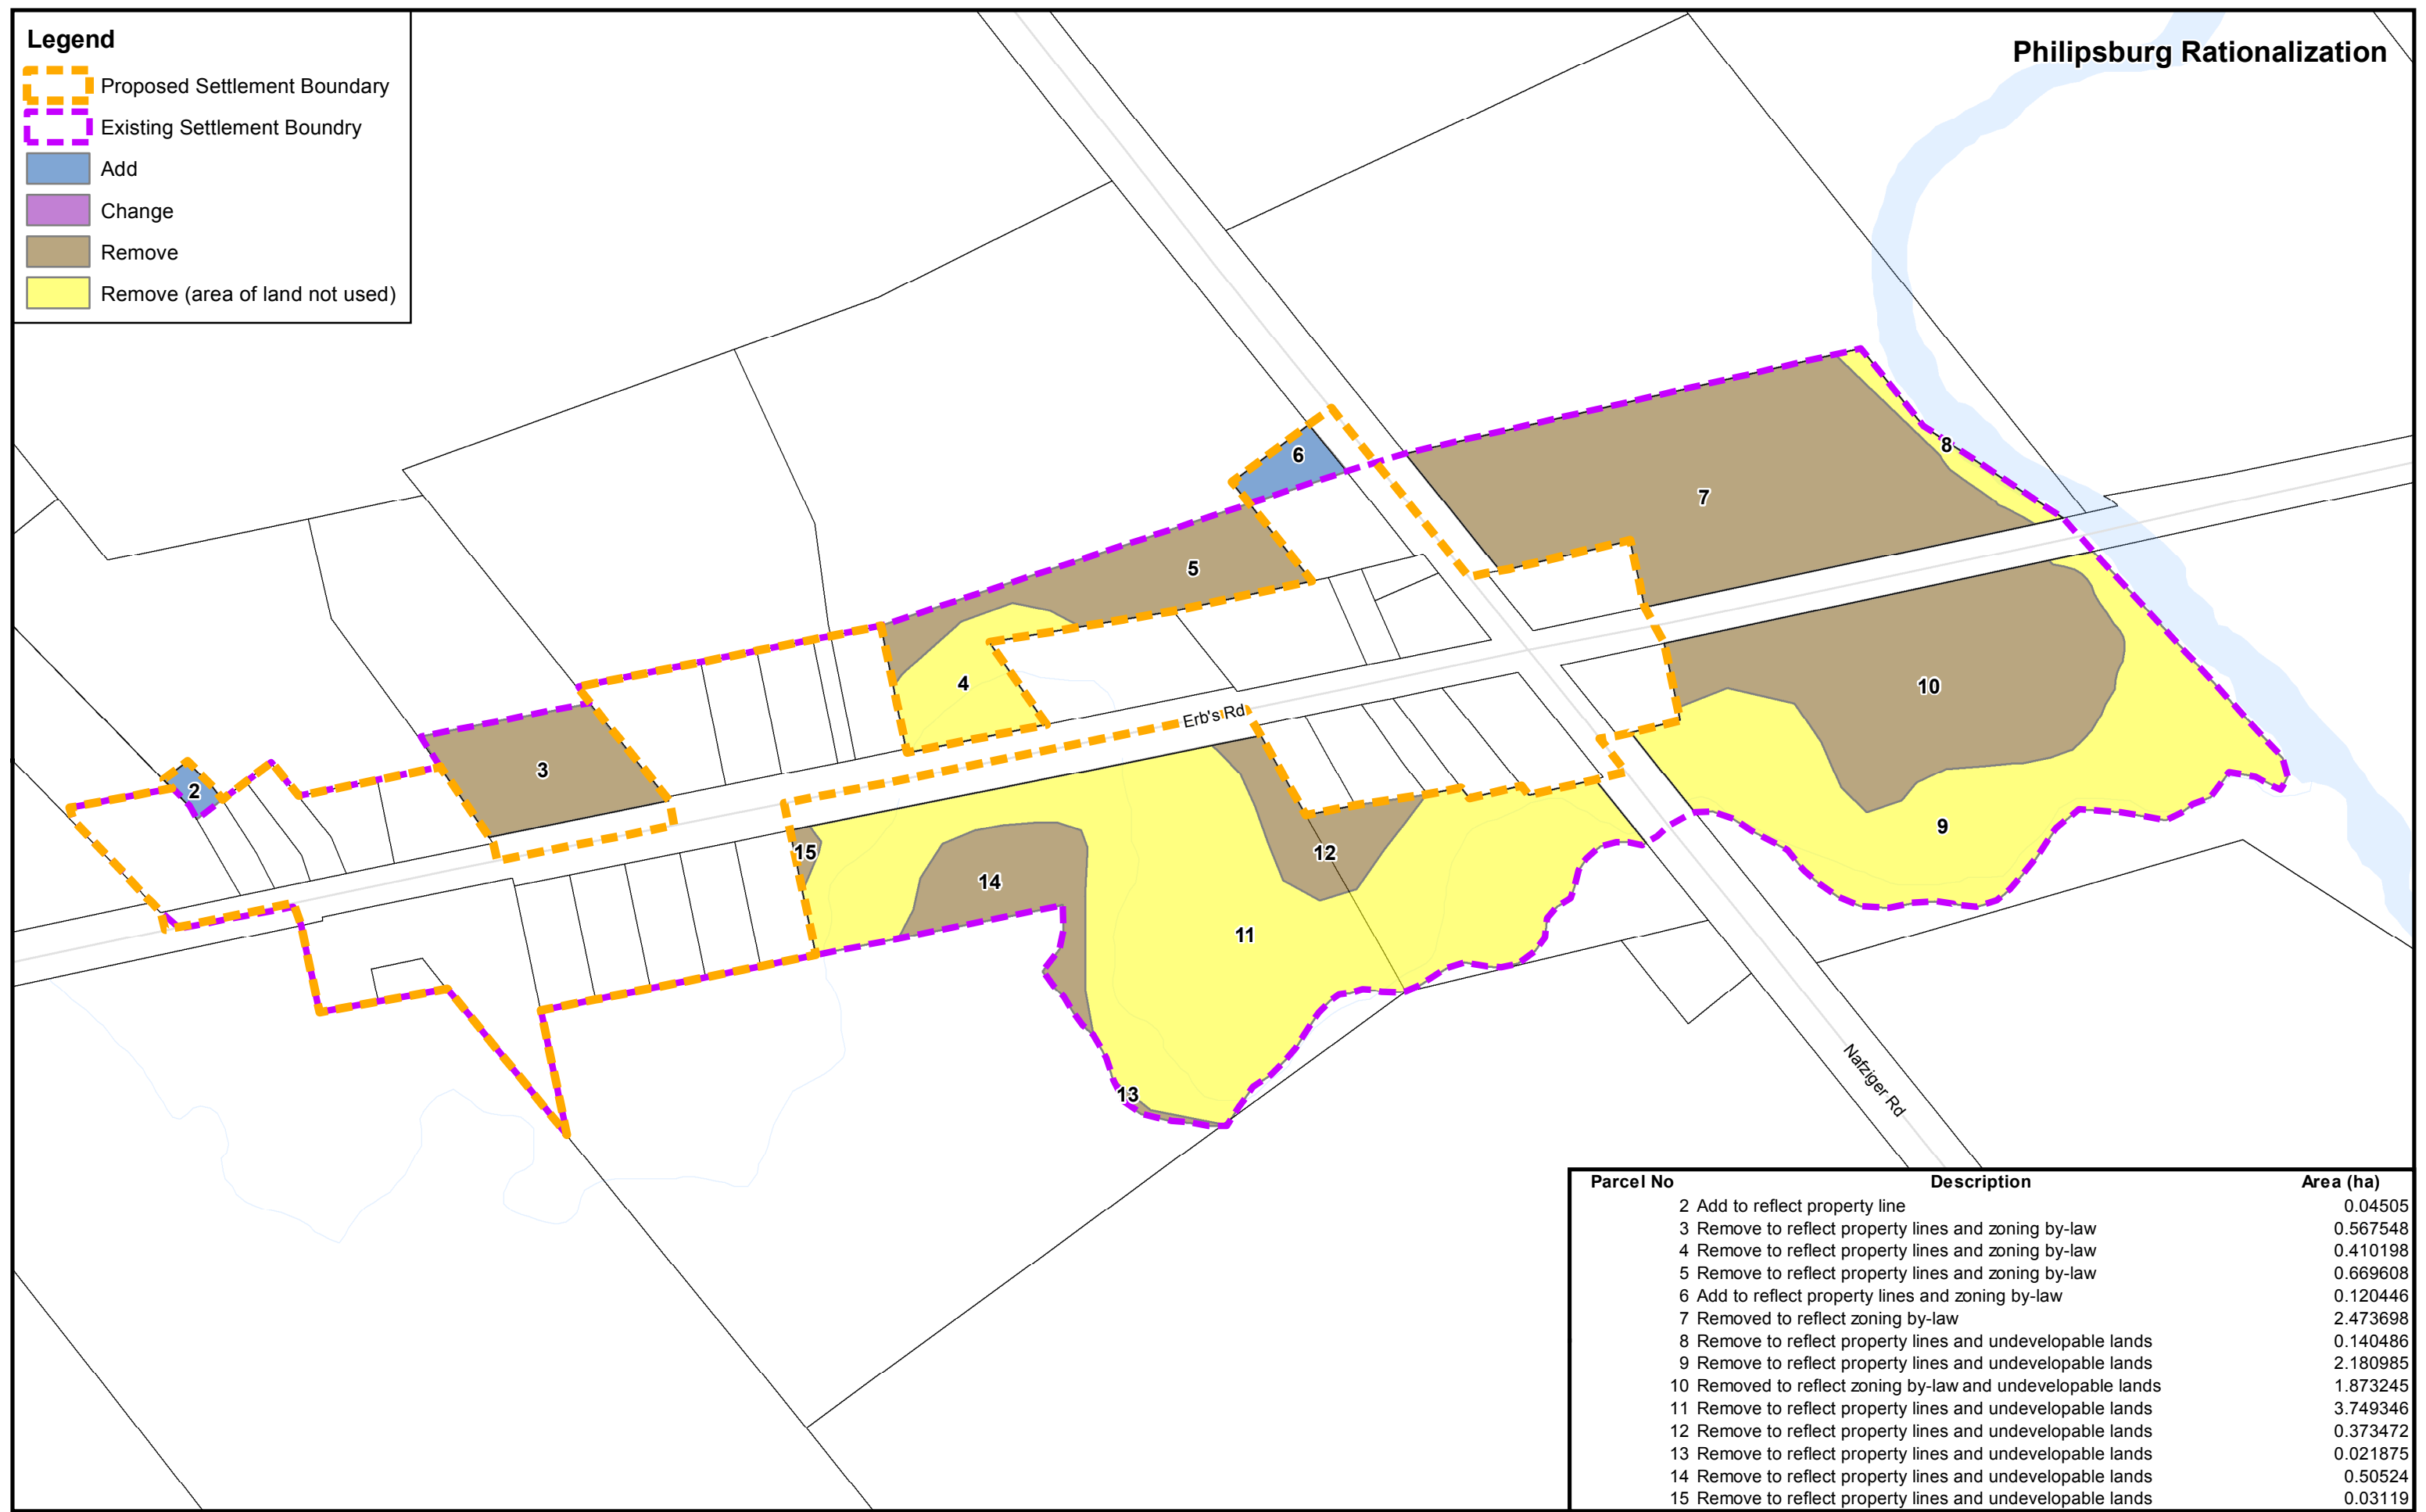 Legend
Proposed Settlement Boundary
Existing Settlement Boundry
Add
Change
Remove
Remove (area of land not used)
Philipsburg Rationalization
6
8
7
5
4
10
3
2
Erb's Rd
15
12
9
14
11
13
Nafziger Rd
Parcel No Description Area (ha)
2 Add to reflect property line 0.04505
3 Remove to reflect property lines and zoning by-law 0.567548
4 Remove to reflect property lines and zoning by-law 0.410198
5 Remove to reflect property lines and zoning by-law 0.669608
6 Add to reflect property lines and zoning by-law 0.120446
7 Removed to reflect zoning by-law 2.473698
8 Remove to reflect property lines and undevelopable lands 0.140486
9 Remove to reflect property lines and undevelopable lands 2.180985
10 Removed to reflect zoning by-law and undevelopable lands 1.873245
11 Remove to reflect property lines and undevelopable lands 3.749346
12 Remove to reflect property lines and undevelopable lands 0.373472
13 Remove to reflect property lines and undevelopable lands 0.021875
14 Remove to reflect property lines and undevelopable lands 0.50524
15 Remove to reflect property lines and undevelopable lands 0.03119